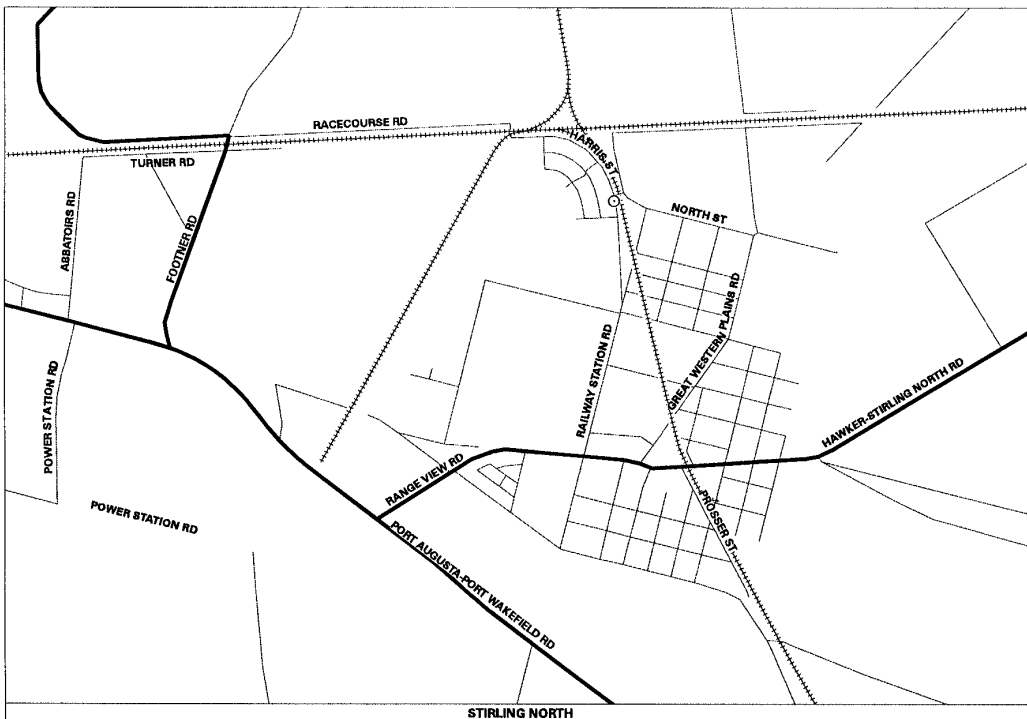 RACECOURSE RD
TURNER RD
HARRIS ST
ABBATOIRS RD
FOOTNER RD
NORTH ST
GREAT WESTERN PLAINS RD
RAILWAY STATION RD
POWER STATION RD
HAWKER-STIRLING NORTH RD
RANGE VIEW RD
POWER STATION RD
PROSSER ST
PORT AUGUSTA-PORT WAKEFIELD RD
STIRLING NORTH